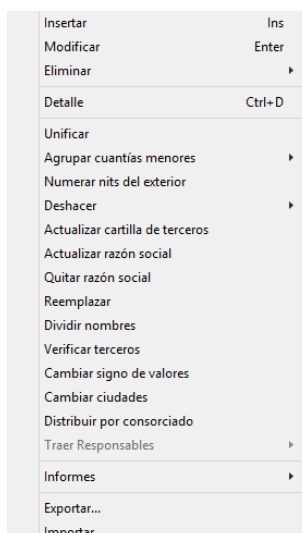 Insertar Ins
Modificar Enter
Eliminar
Detalle Ctrl+D
Unificar
Agrupar cuantías menores
Numerar nits del exterior
Deshacer
Actualizar cartilla de terceros
Actualizar razón social
Quitar razón social
Reemplazar
Dividir nombres
Verificar terceros
Cambiar signo de valores
Cambiar ciudades
Distribuir por consorciado
Traer Responsables
Informes
Exportar...
Importar